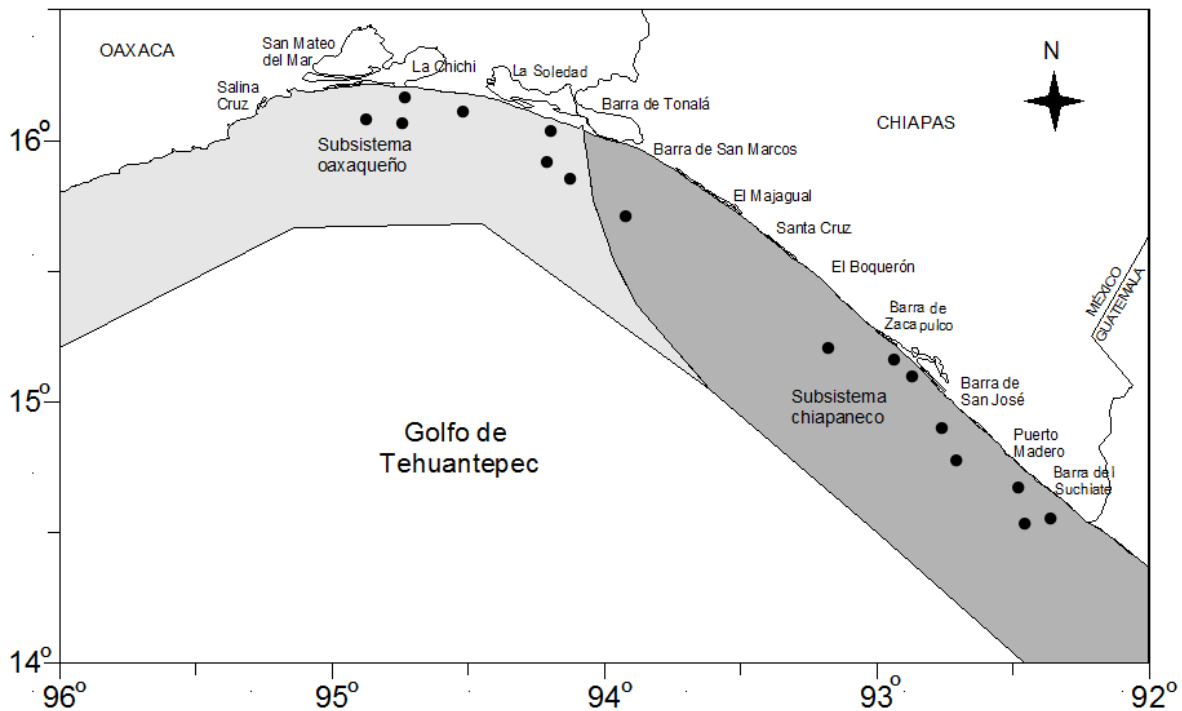 OAXACA
San Mateo
del Mar
La Chichi
La Soledad
N
Salina
Cruz
Barra de Tonalá
CHIAPAS
16°
Subsistema
oaxaqueño
Barra de San Marcos
El Majagual
Santa Cruz
El Boquerón
MÉXICO
GUATEMALA
Barra de
Zacapulco
15°
Subsistema
chiapaneco
Barra de
San José
Golfo de
Tehuantepec
Puerto
Madero
Barra del
Suchiate
14°
96°
95°
94°
93°
92°